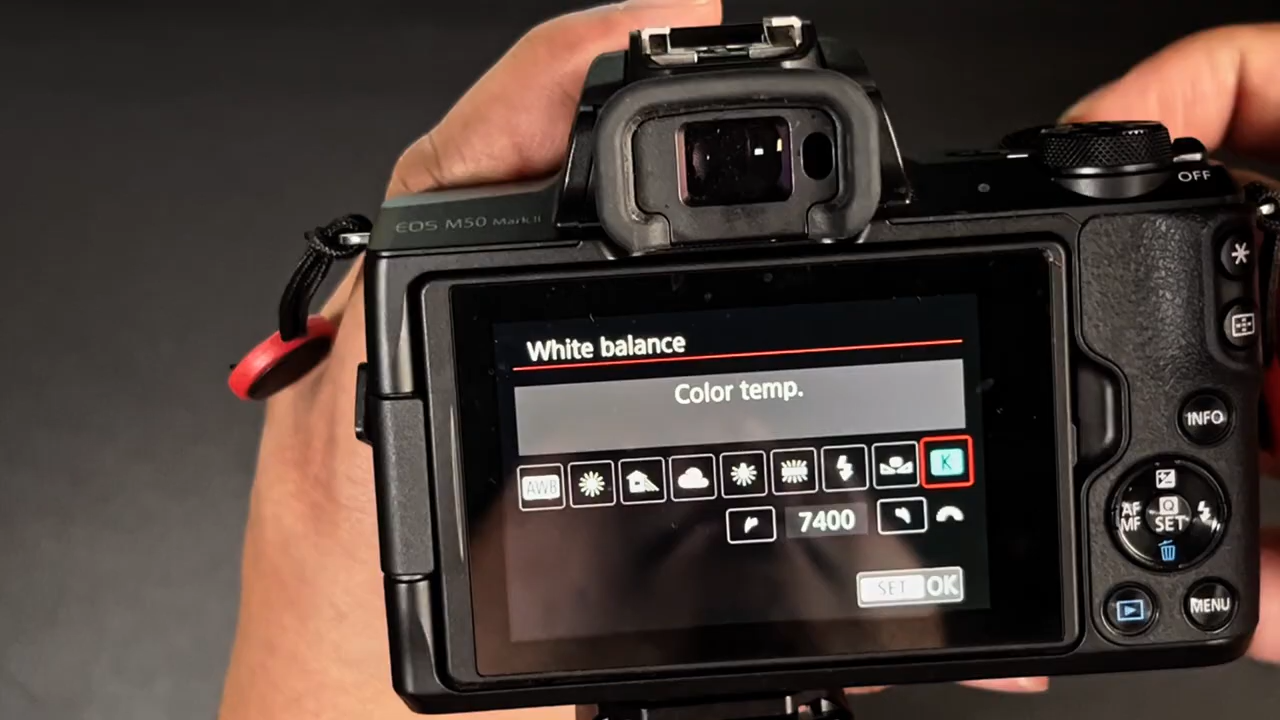 OFF
EOS M50 Mark II
White balance
Color temp.
INFO
AWB
K
7400
AF
MF
SET
SET OK
MENU